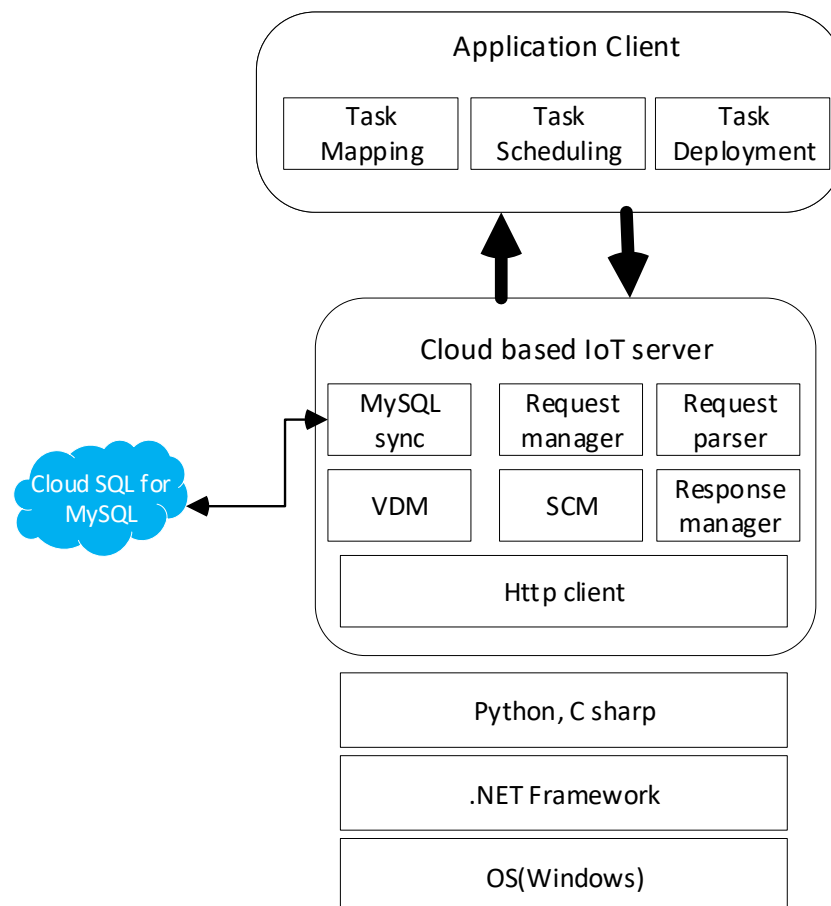 Application Client
Task
Mapping
Task
Scheduling
Task
Deployment
Cloud based IoT server
MySQL
sync
Request
manager
Request
parser
Cloud SQL for
MySQL
VDM
SCM
Response
manager
Http client
Python, C sharp
.NET Framework
OS(Windows)